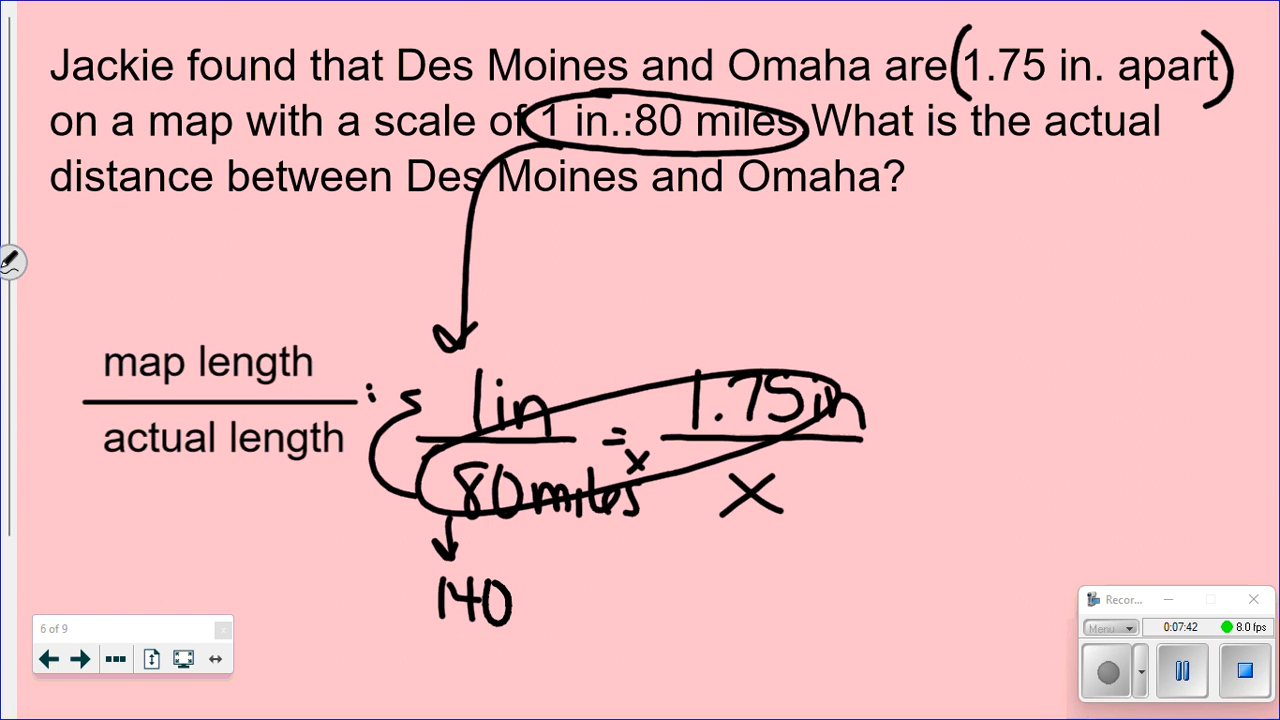 Jackie found that Des Moines and Omaha are (1.75 in. apart)
on a map with a scale of 1 in.:80 miles. What is the actual
distance between Des Moines and Omaha?
map length
actual length
1in
80miles
=
x
1.75in
X
140
6 of 9
Recor...
Menu
0:07:42
8.0 fps